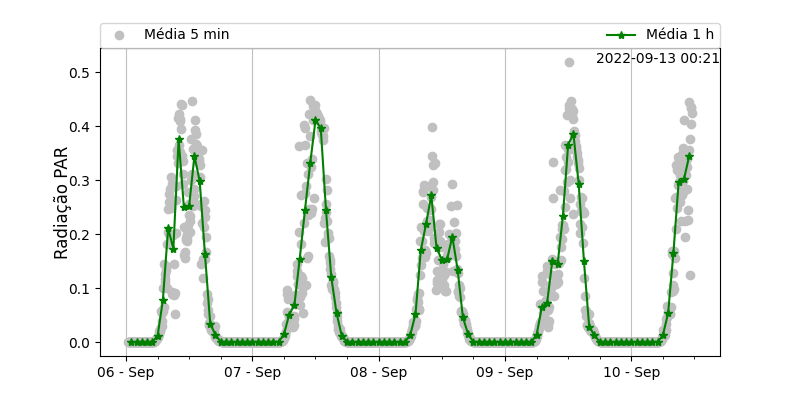 Média 5 min
Média 1 h
2022-09-13 00:21
Radiação PAR
0.5
0.4
0.3
0.2
0.1
0.0
06 - Sep
07 - Sep
08 - Sep
09 - Sep
10 - Sep